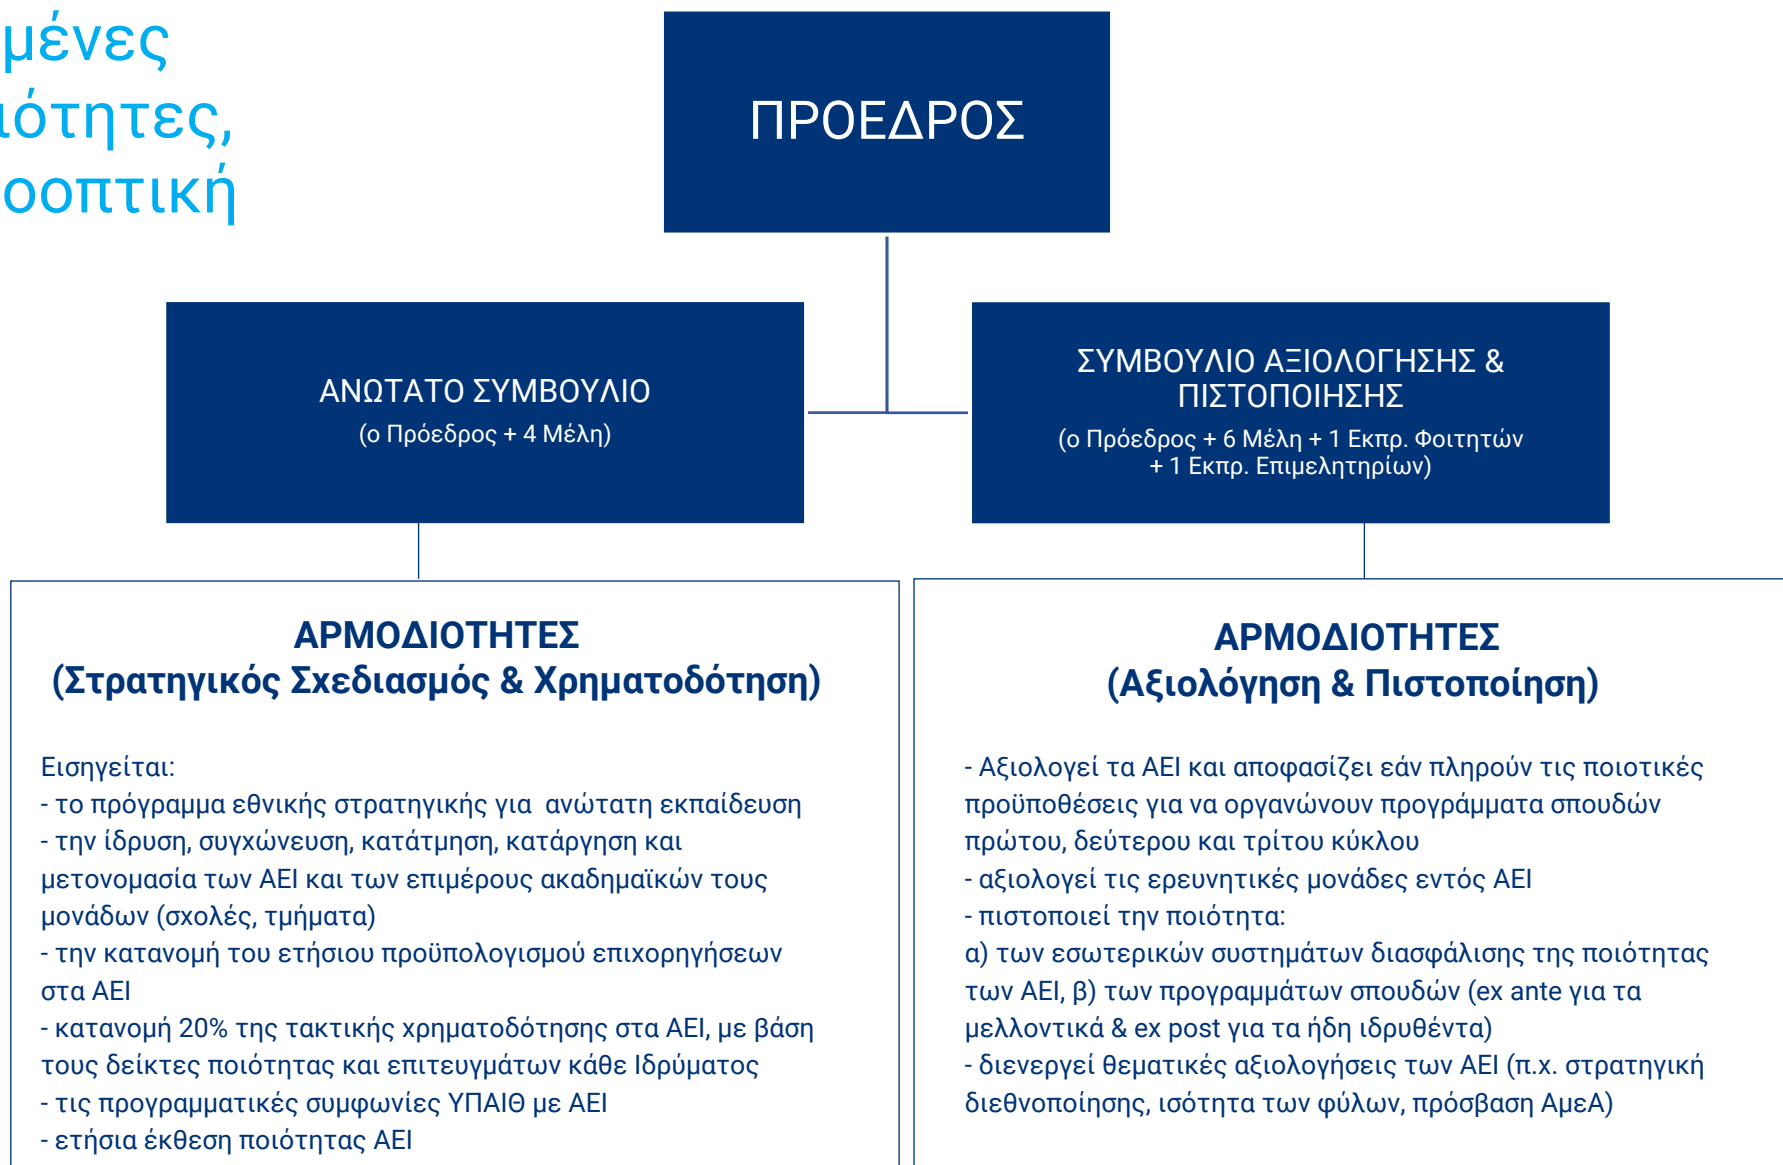 μένες
ιότητες,
οοπτική
ΠΡΟΕΔΡΟΣ
ΑΝΩΤΑΤΟ ΣΥΜΒΟΥΛΙΟ
(ο Πρόεδρος + 4 Μέλη)
ΣΥΜΒΟΥΛΙΟ ΑΞΙΟΛΟΓΗΣΗΣ &
ΠΙΣΤΟΠΟΙΗΣΗΣ
(ο Πρόεδρος + 6 Μέλη + 1 Εκπρ. Φοιτητών
+ 1 Εκπρ. Επιμελητηρίων)
ΑΡΜΟΔΙΟΤΗΤΕΣ
(Στρατηγικός Σχεδιασμός & Χρηματοδότηση)
Εισηγείται:
- το πρόγραμμα εθνικής στρατηγικής για  ανώτατη εκπαίδευση
- την ίδρυση, συγχώνευση, κατάτμηση, κατάργηση και
μετονομασία των ΑΕΙ και των επιμέρους ακαδημαϊκών τους
μονάδων (σχολές, τμήματα)
- την κατανομή του ετήσιου προϋπολογισμού επιχορηγήσεων
στα ΑΕΙ
- κατανομή 20% της τακτικής χρηματοδότησης στα ΑΕΙ, με βάση
τους δείκτες ποιότητας και επιτευγμάτων κάθε Ιδρύματος
- τις προγραμματικές συμφωνίες ΥΠΑΙΘ με ΑΕΙ
- ετήσια έκθεση ποιότητας ΑΕΙ
ΑΡΜΟΔΙΟΤΗΤΕΣ
(Αξιολόγηση & Πιστοποίηση)
- Αξιολογεί τα ΑΕΙ και αποφασίζει εάν πληρούν τις ποιοτικές
προϋποθέσεις για να οργανώνουν προγράμματα σπουδών
πρώτου, δεύτερου και τρίτου κύκλου
- αξιολογεί τις ερευνητικές μονάδες εντός ΑΕΙ
- πιστοποιεί την ποιότητα:
α) των εσωτερικών συστημάτων διασφάλισης της ποιότητας
των ΑΕΙ, β) των προγραμμάτων σπουδών (ex ante για τα
μελλοντικά & ex post για τα ήδη ιδρυθέντα)
- διενεργεί θεματικές αξιολογήσεις των ΑΕΙ (π.χ. στρατηγική
διεθνοποίησης, ισότητα των φύλων, πρόσβαση ΑμεΑ)